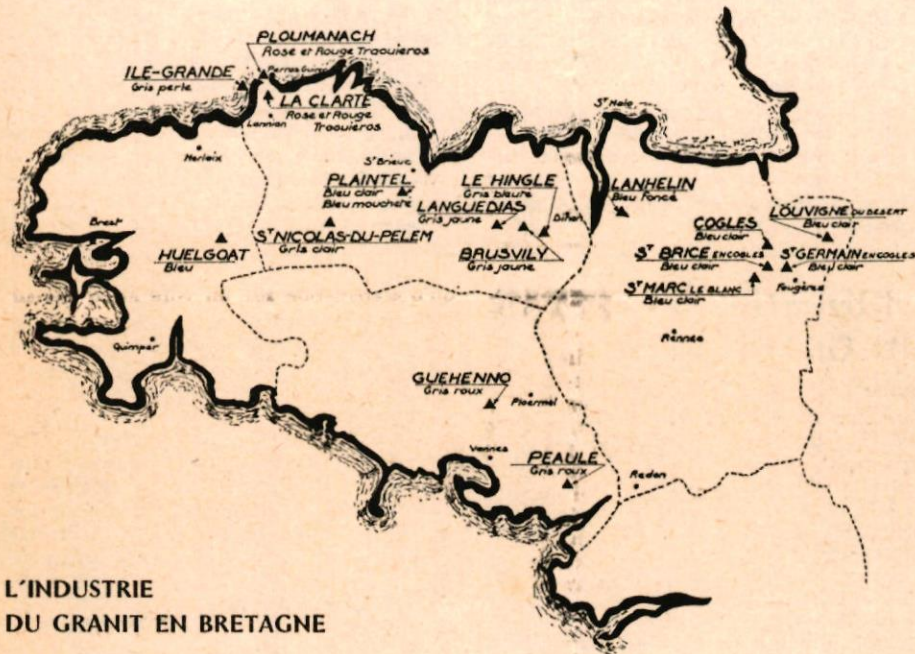 PLOUMANACH
Rose et Rouge Traouieros
Perros Guirec
ILE-GRANDE
Gris perle
LA CLARTE
Rose et Rouge
Traouieros
Lannion
Morlaix
St Malo
St Brieuc
PLAINTEL
Bleu clair
Bleu moucheté
LE HINGLE
Gris bleuté
LANGUEDIAS
Gris jaune
Dinan
LANHELIN
Bleu foncé
LOUVIGNE DU DESERT
Bleu clair
COGLES
Bleu clair
Brest
HUELGOAT
Bleu
ST NICOLAS-DU-PELEM
Gris clair
BRUSVILY
Gris jaune
ST BRICE EN COGLES
Bleu clair
ST GERMAIN EN COGLES
Bleu clair
ST MARC LE BLANC
Bleu clair
Fougères
Quimper
Rennes
GUEHENNO
Gris roux
Ploermel
Vannes
PEAULE
Gris roux
Redon
L'INDUSTRIE
DU GRANIT EN BRETAGNE